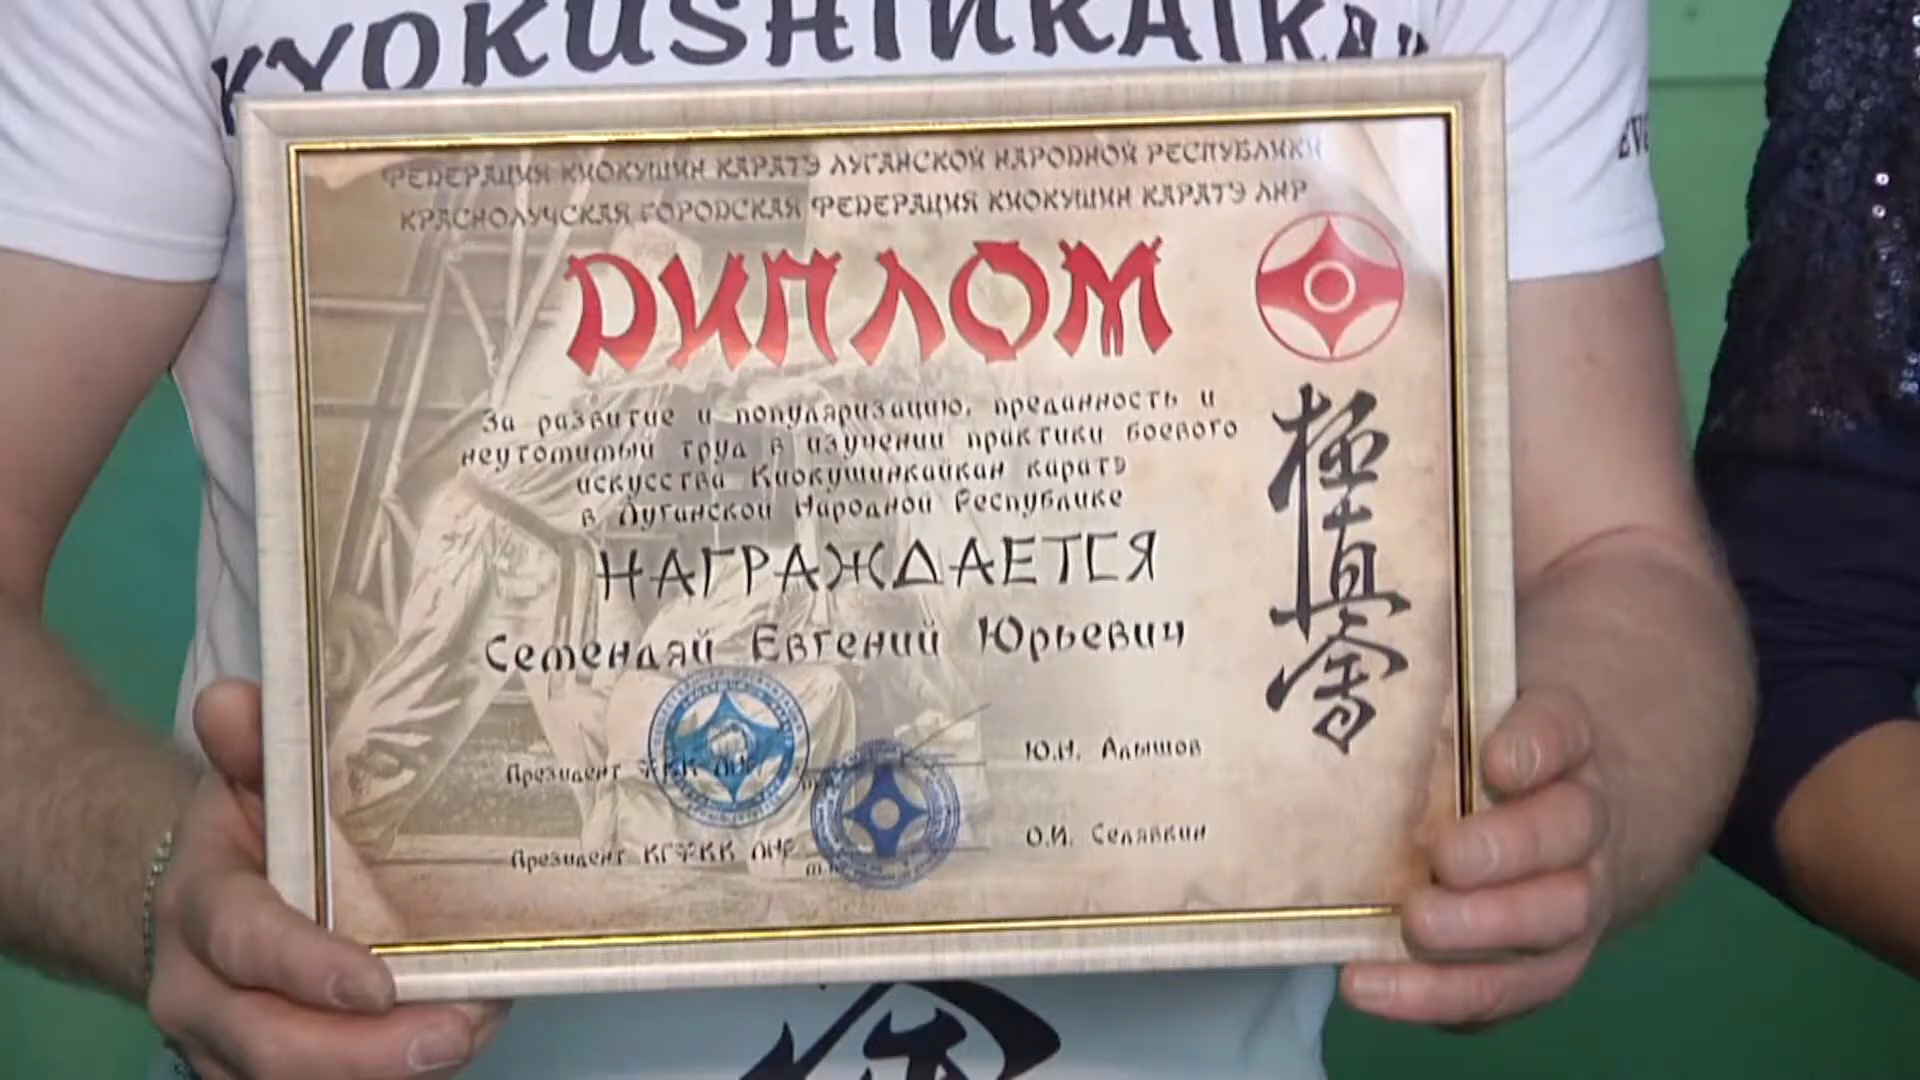 KYOKUSHINKAIKAN
ФЕДЕРАЦИЯ КИОКУШИН КАРАТЭ ЛУГАНСКОЙ НАРОДНОЙ РЕСПУБЛИКИ
КРАСНОЛУЧСКАЯ ГОРОДСКАЯ ФЕДЕРАЦИЯ КИОКУШИН КАРАТЭ ЛНР
ДИПЛОМ
За развитие и популяризацию, преданность и
неутомимый труд в изучении практики боевого
искусства Киокушинкайкан каратэ
в Луганской Народной Республике
НАГРАЖДАЕТСЯ
Семендяй Евгений Юрьевич
Президент ФКК ЛНР Ю.Н. Алышов
Президент КГФКК ЛНР О.И. Селявкин
極真會